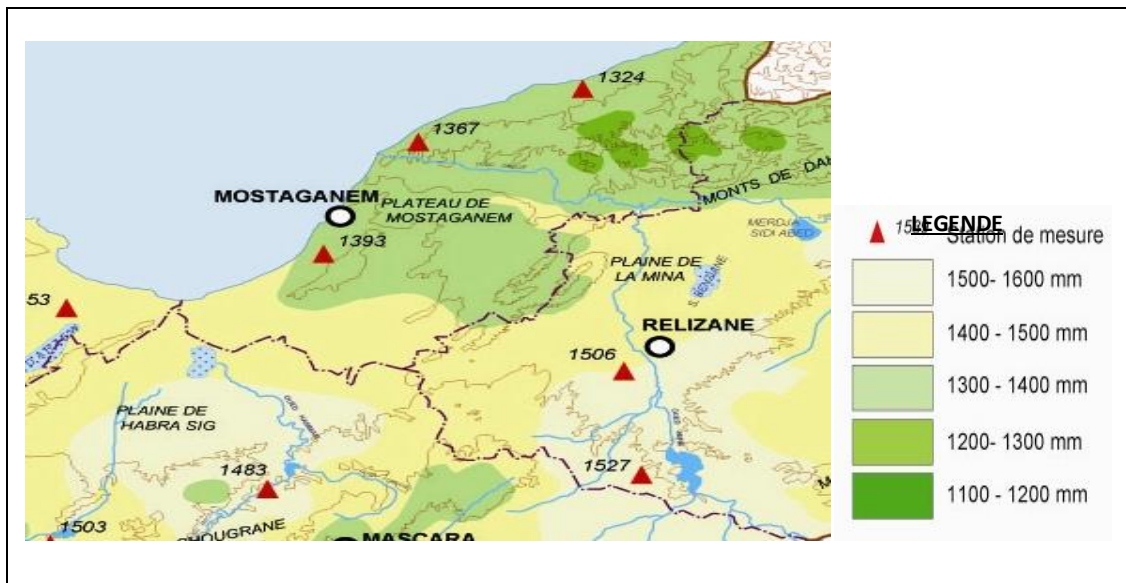 1324
1367
MOSTAGANEM
PLATEAU DE
MOSTAGANEM
1393
MONTS DE DAH
MERDJA
SIDI ABED
PLAINE DE
LA MINA
S. BENZIANE
53
RELIZANE
1506
PLAINE DE
HABRA SIG
1483
1527
1503
CHOUGRANE
MASCARA
LEGENDE
Station de mesure
1500- 1600 mm
1400 - 1500 mm
1300 - 1400 mm
1200- 1300 mm
1100 - 1200 mm